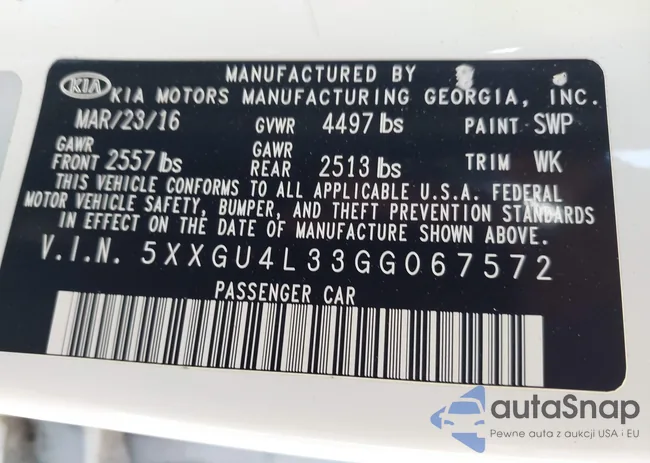 MANUFACTURED BY
KIA KIA MOTORS MANUFACTURING GEORGIA, INC.
MAR/23/16 GVWR 4497 lbs PAINT SWP
GAWR FRONT 2557 lbs GAWR REAR 2513 lbs TRIM WK
THIS VEHICLE CONFORMS TO ALL APPLICABLE U.S.A. FEDERAL
MOTOR VEHICLE SAFETY, BUMPER, AND THEFT PREVENTION STANDARDS
IN EFFECT ON THE DATE OF MANUFACTURE SHOWN ABOVE.
V.I.N. 5XXGU4L33GG067572
PASSENGER CAR
autaSnap
Pewne auta z aukcji USA i EU